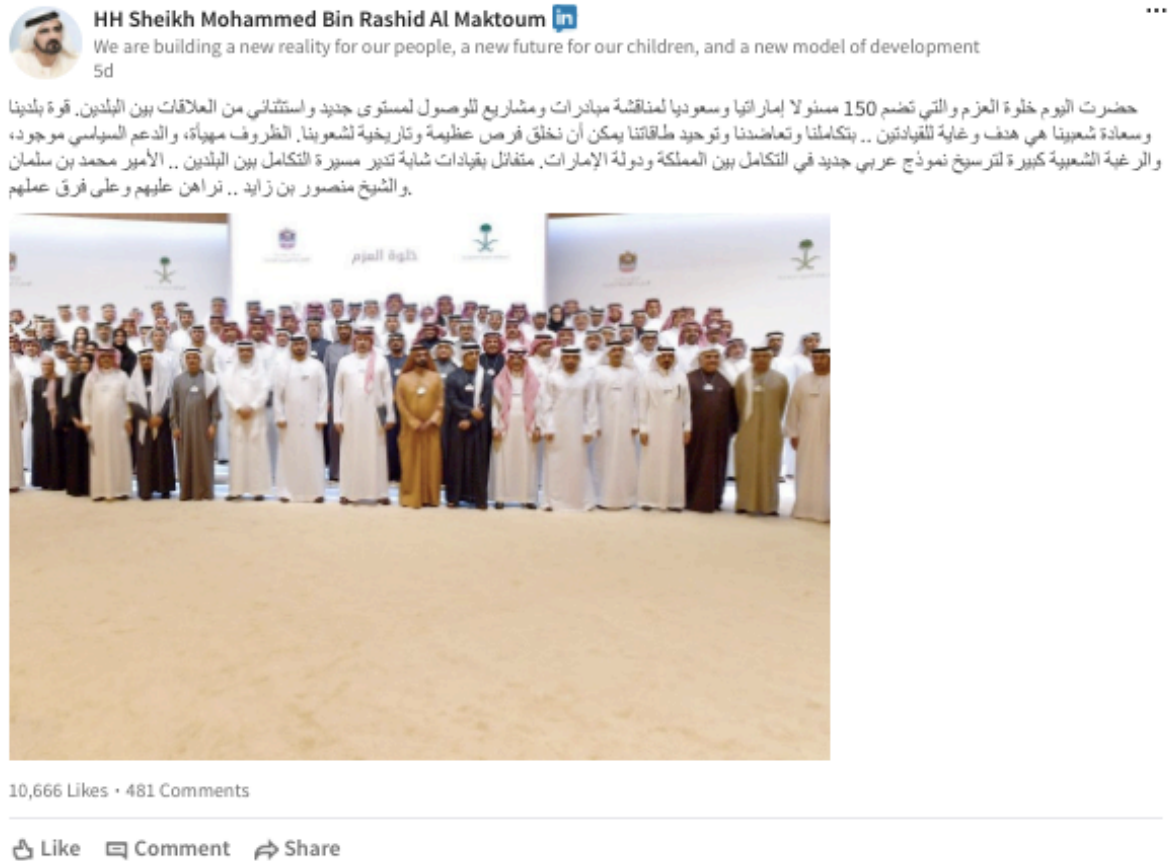 HH Sheikh Mohammed Bin Rashid Al Maktoum in
...
We are building a new reality for our people, a new future for our children, and a new model of development
5d
حضرت اليوم خلوة العزم والتي تضم 150 مسئولا إماراتيا وسعوديا لمناقشة مبادرات ومشاريع للوصول لمستوى جديد واستثنائي من العلاقات بين البلدين. قوة بلدينا
وسعادة شعبينا هي هدف وغاية للقيادتين .. بتكاملنا وتعاضدنا وتوحيد طاقاتنا يمكن أن نخلق فرص عظيمة وتاريخية لشعوبنا. الظروف مهيأة، والدعم السياسي موجود،
والرغبة الشعبية كبيرة لترسيخ نموذج عربي جديد في التكامل بين المملكة ودولة الإمارات. متفائل بقيادات شابة تدير مسيرة التكامل بين البلدين .. الأمير محمد بن سلمان
والشيخ منصور بن زايد .. نراهن عليهم وعلى فرق عملهم.
خلوة العزم
10,666 Likes • 481 Comments
Like Comment Share